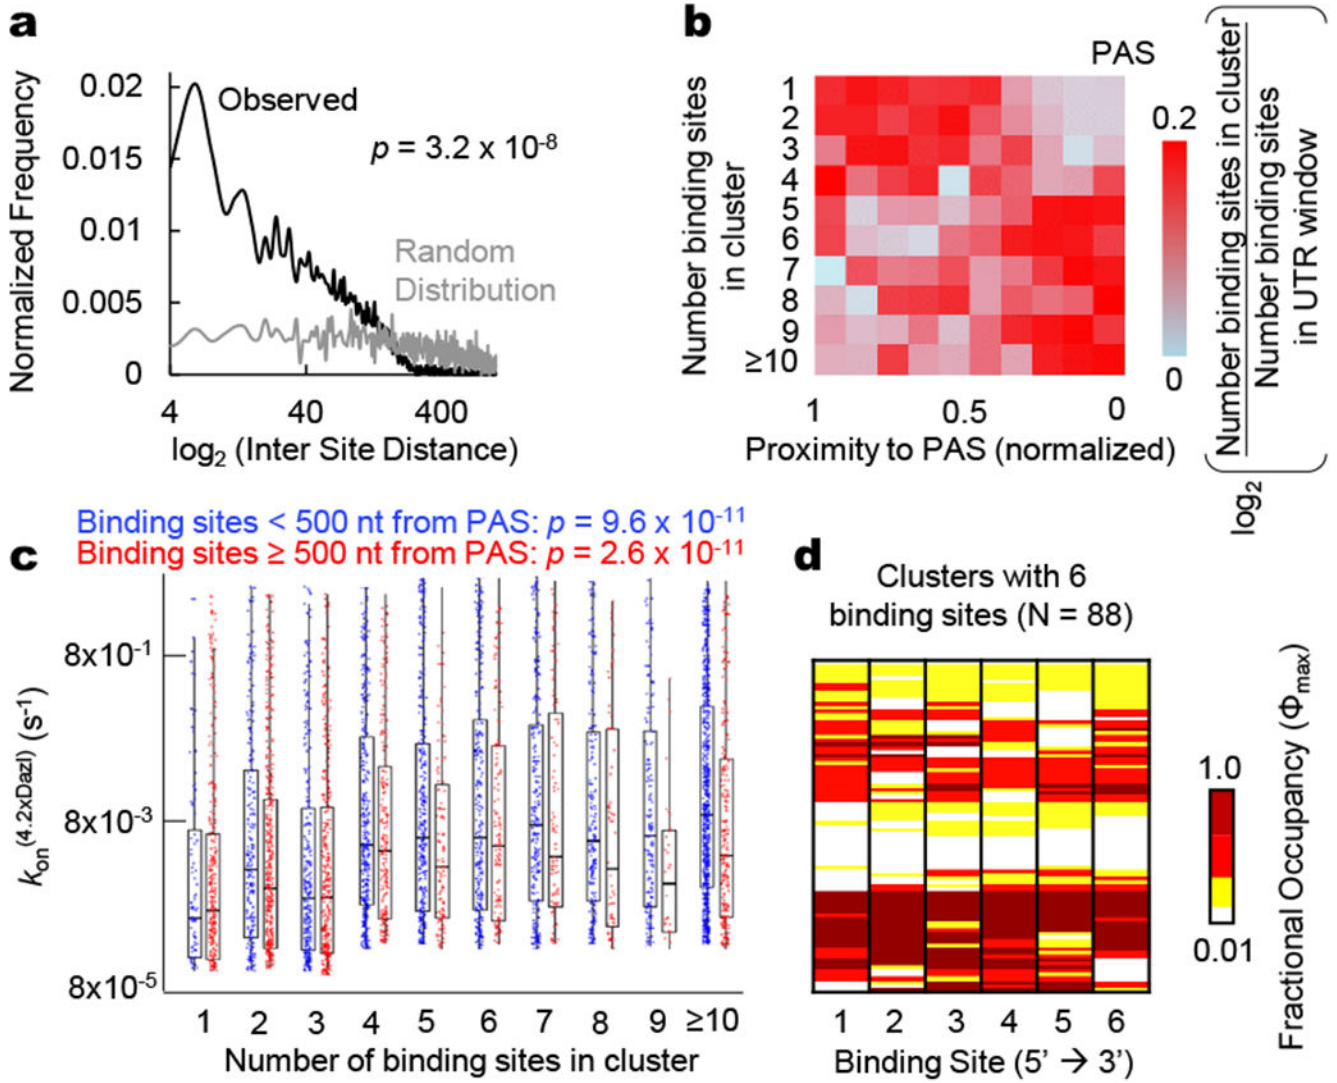 a
Normalized Frequency
0.02
0.015
0.01
0.005
0
Observed
p = 3.2 x 10-8
Random
Distribution
4
40
400
log2 (Inter Site Distance)
b
PAS
Number binding sites
in cluster
1
2
3
4
5
6
7
8
9
≥10
1
0.5
0
Proximity to PAS (normalized)
0.2
0
log2
Number binding sites in cluster
Number binding sites
in UTR window
Binding sites < 500 nt from PAS: p = 9.6 x 10-11
Binding sites ≥ 500 nt from PAS: p = 2.6 x 10-11
c
kon(4.2xDazl) (s-1)
8x10-1
8x10-3
8x10-5
1
2
3
4
5
6
7
8
9
≥10
Number of binding sites in cluster
d
Clusters with 6
binding sites (N = 88)
1
2
3
4
5
6
Binding Site (5’ → 3’)
1.0
0.01
Fractional Occupancy (Φmax)